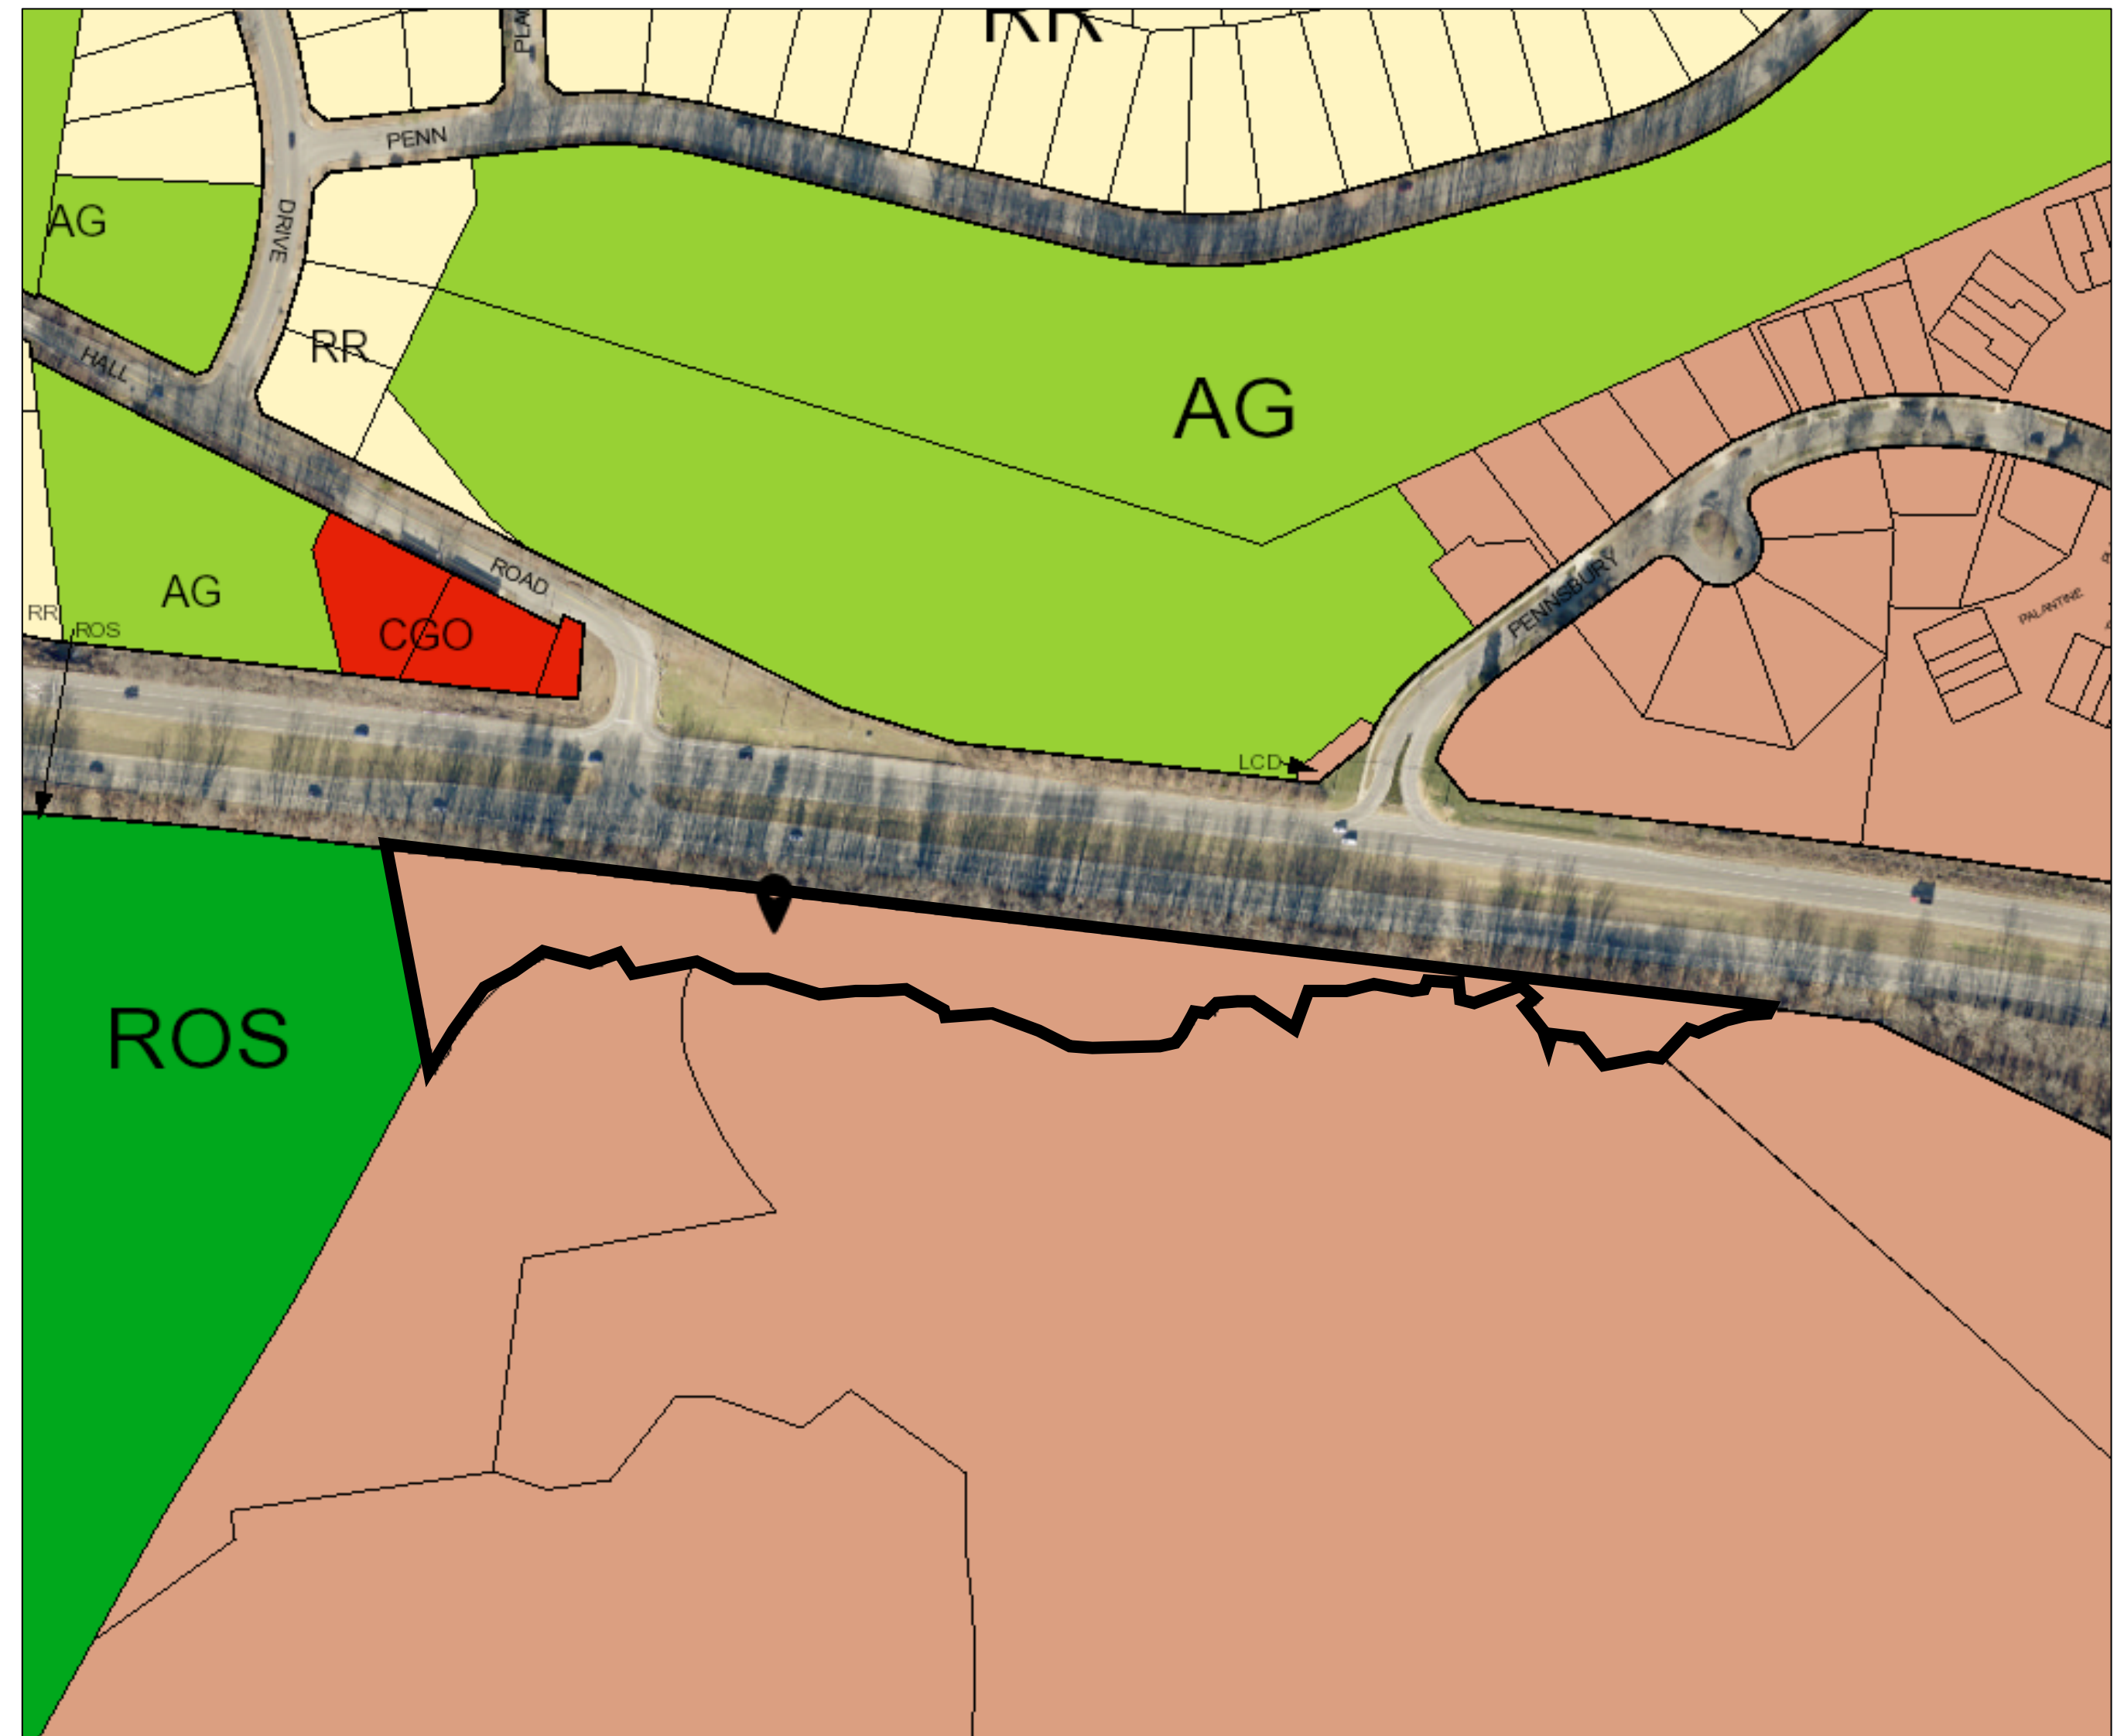 RR
PENN
AG
DRIVE
RR
HALL
AG
ROAD
AG
CGO
PENNSBURY
PALANTINE
RR
ROS
LCD
ROS